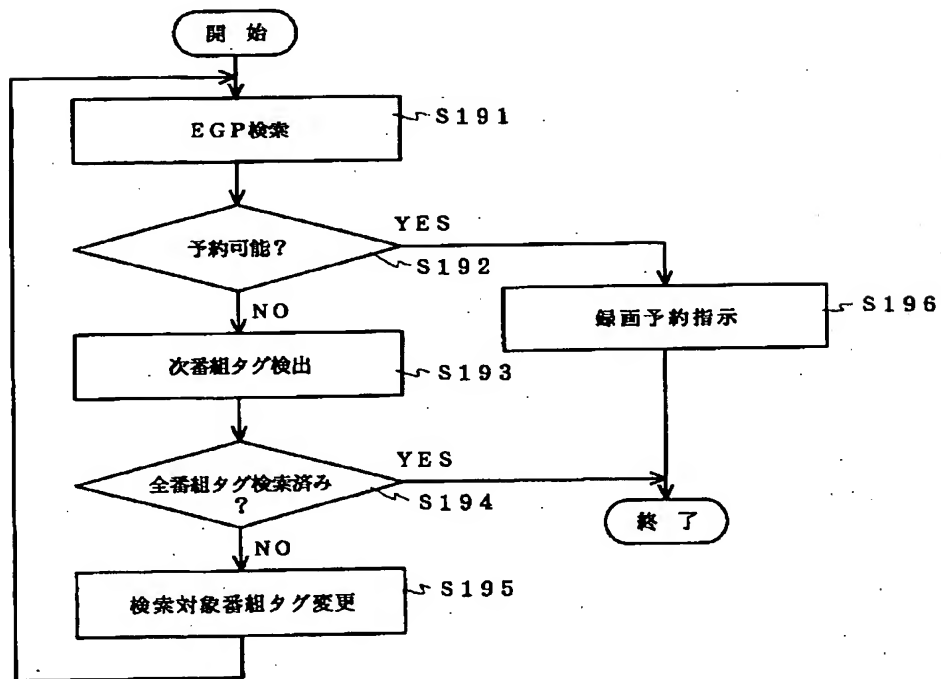 開 始
EGP検索
S191
予約可能?
YES
S192
NO
録画予約指示
S196
次番組タグ検出
S193
全番組タグ検索済み
?
YES
S194
終 了
NO
検索対象番組タグ変更
S195